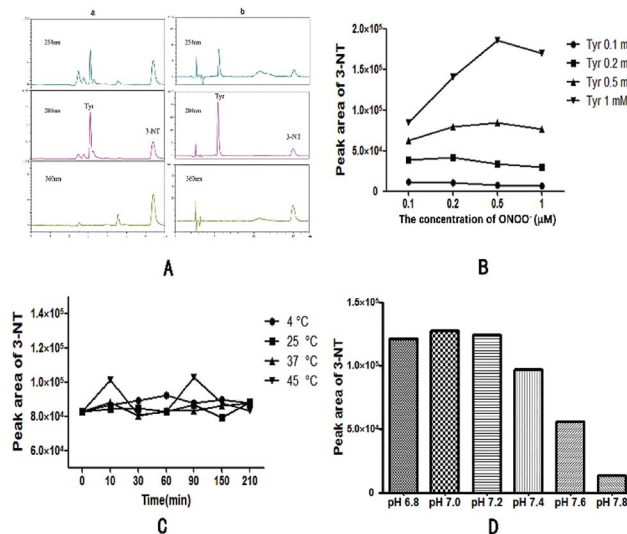 a
b
254nm
254nm
280nm
Tyr
3-NT
280nm
Tyr
3-NT
360nm
360nm
A
Peak area of 3-NT
2.0×10⁵
1.5×10⁵
1.0×10⁵
5.0×10⁴
0
0.1
0.2
0.5
1
The concentration of ONOO⁻ (μM)
Tyr 0.1 m
Tyr 0.2 m
Tyr 0.5 m
Tyr 1 mM
B
Peak area of 3-NT
1.4×10⁵
1.2×10⁵
1.0×10⁵
8.0×10⁴
6.0×10⁴
0
10
30
60
90
150
210
Time(min)
4 °C
25 °C
37 °C
45 °C
C
Peak area of 3-NT
1.5×10⁵
1.0×10⁵
5.0×10⁴
0
pH 6.8
pH 7.0
pH 7.2
pH 7.4
pH 7.6
pH 7.8
D